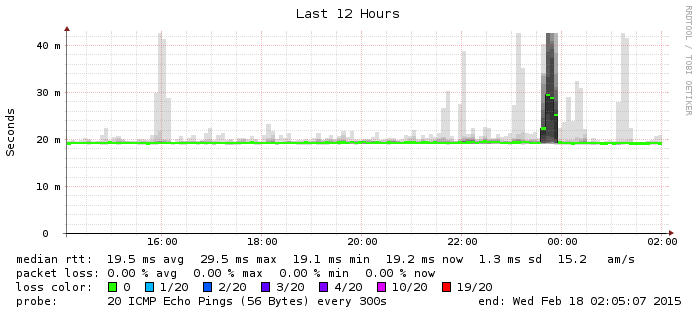 Last 12 Hours
RRDTOOL / TOBI OETIKER
Seconds
40 m
30 m
20 m
10 m
0
16:00 18:00 20:00 22:00 00:00 02:00
median rtt: 19.5 ms avg 29.5 ms max 19.1 ms min 19.2 ms now 1.3 ms sd 15.2 am/s
packet loss: 0.00 % avg 0.00 % max 0.00 % min 0.00 % now
loss color: 0 1/20 2/20 3/20 4/20 10/20 19/20
probe: 20 ICMP Echo Pings (56 Bytes) every 300s end: Wed Feb 18 02:05:07 2015